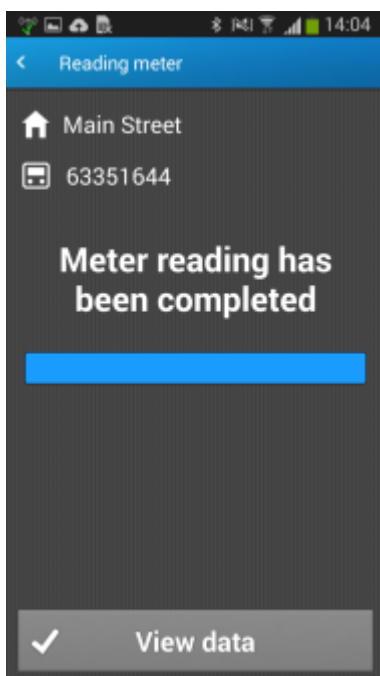 14:04
Reading meter
Main Street
63351644
Meter reading has
been completed
View data